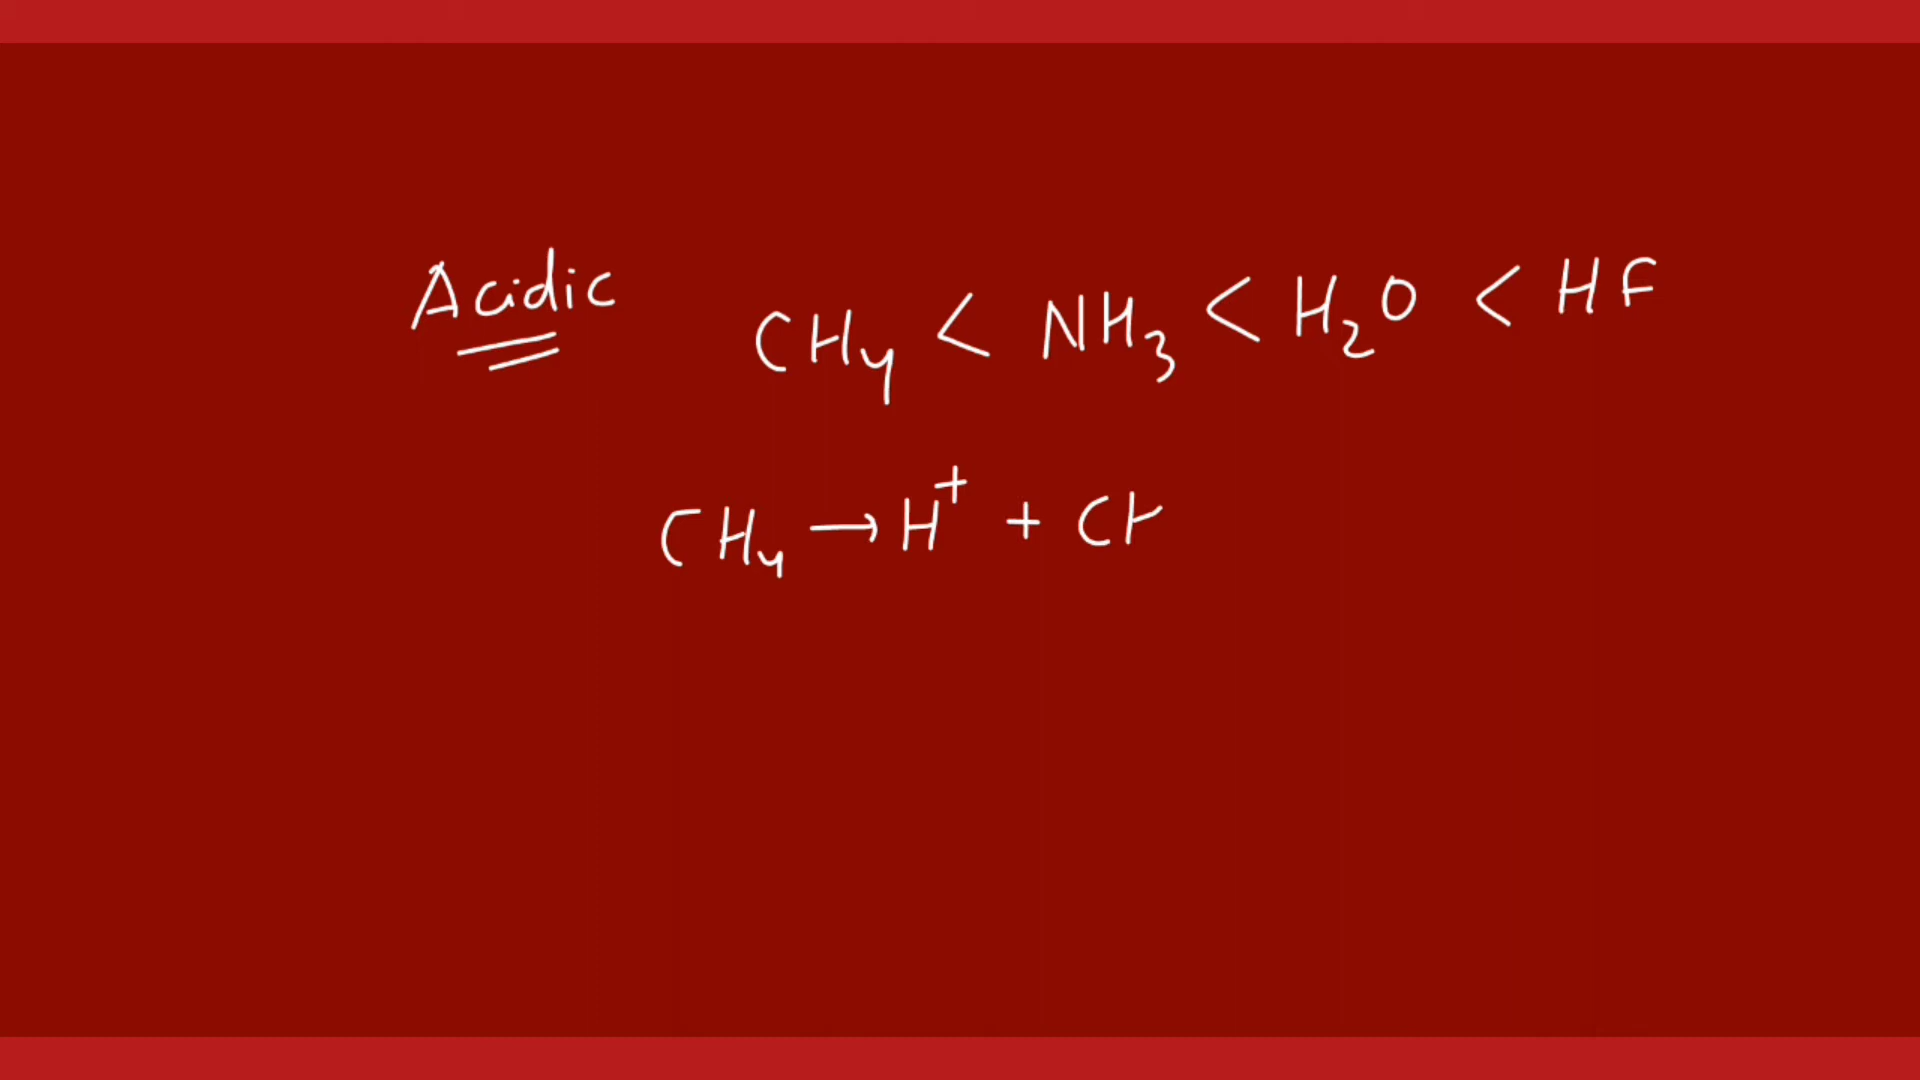 Acidic CH₄ < NH₃ < H₂O < HF
CH₄ → H⁺ + C